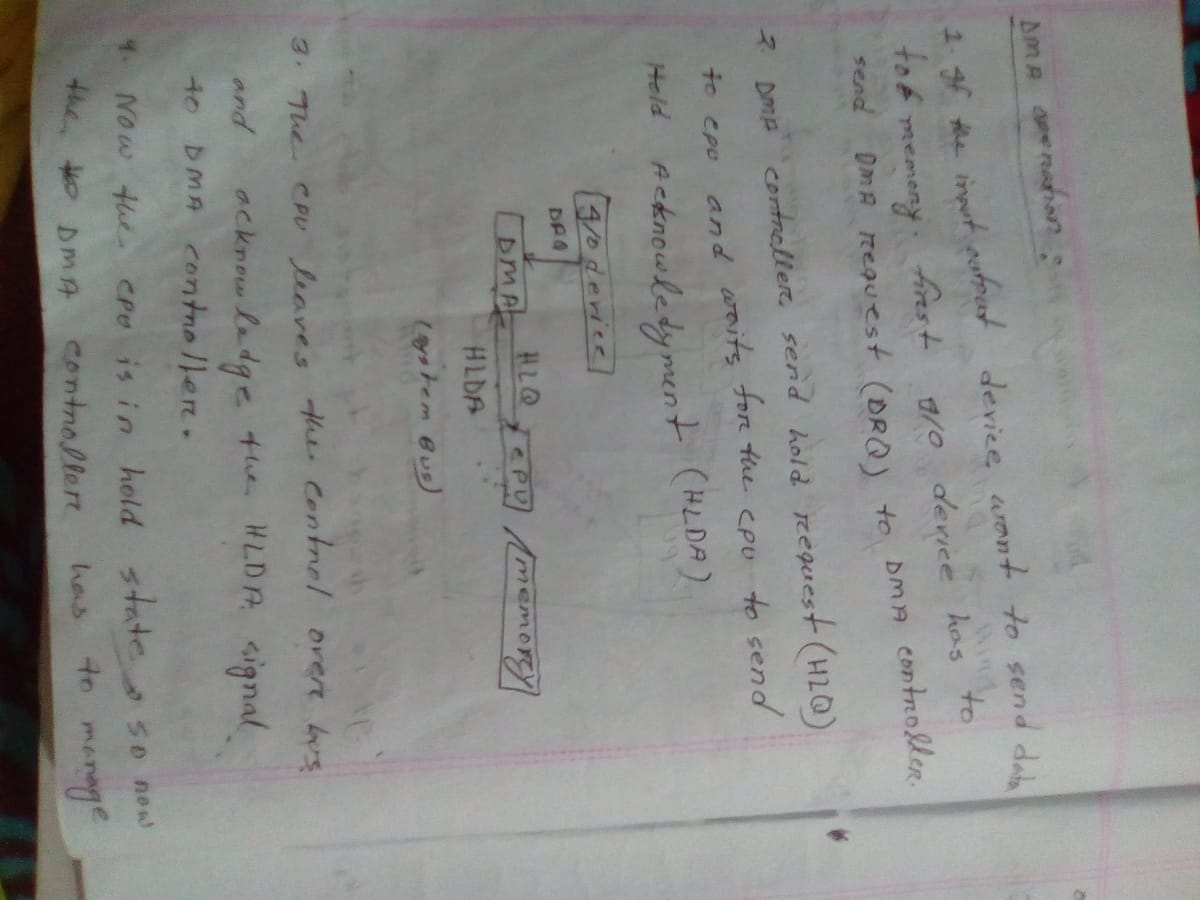 DMA operation :
1. If the input output device want to send data
to memory. first I/O device has to
send DMA request (DRQ) to DMA controller.
2. DMA controller send hold request (HLQ)
to CPU and waits for the CPU to send
Hold Acknowledyment (HLDA)
I/O device
DRQ
DMA HLQ CPU memory
HLDA
(system Bus)
3. The CPU leaves the control over bus
and acknowledge the HLDA signal
to DMA controller.
4. Now the CPU is in hold state, so now
the DMA controller has to manage